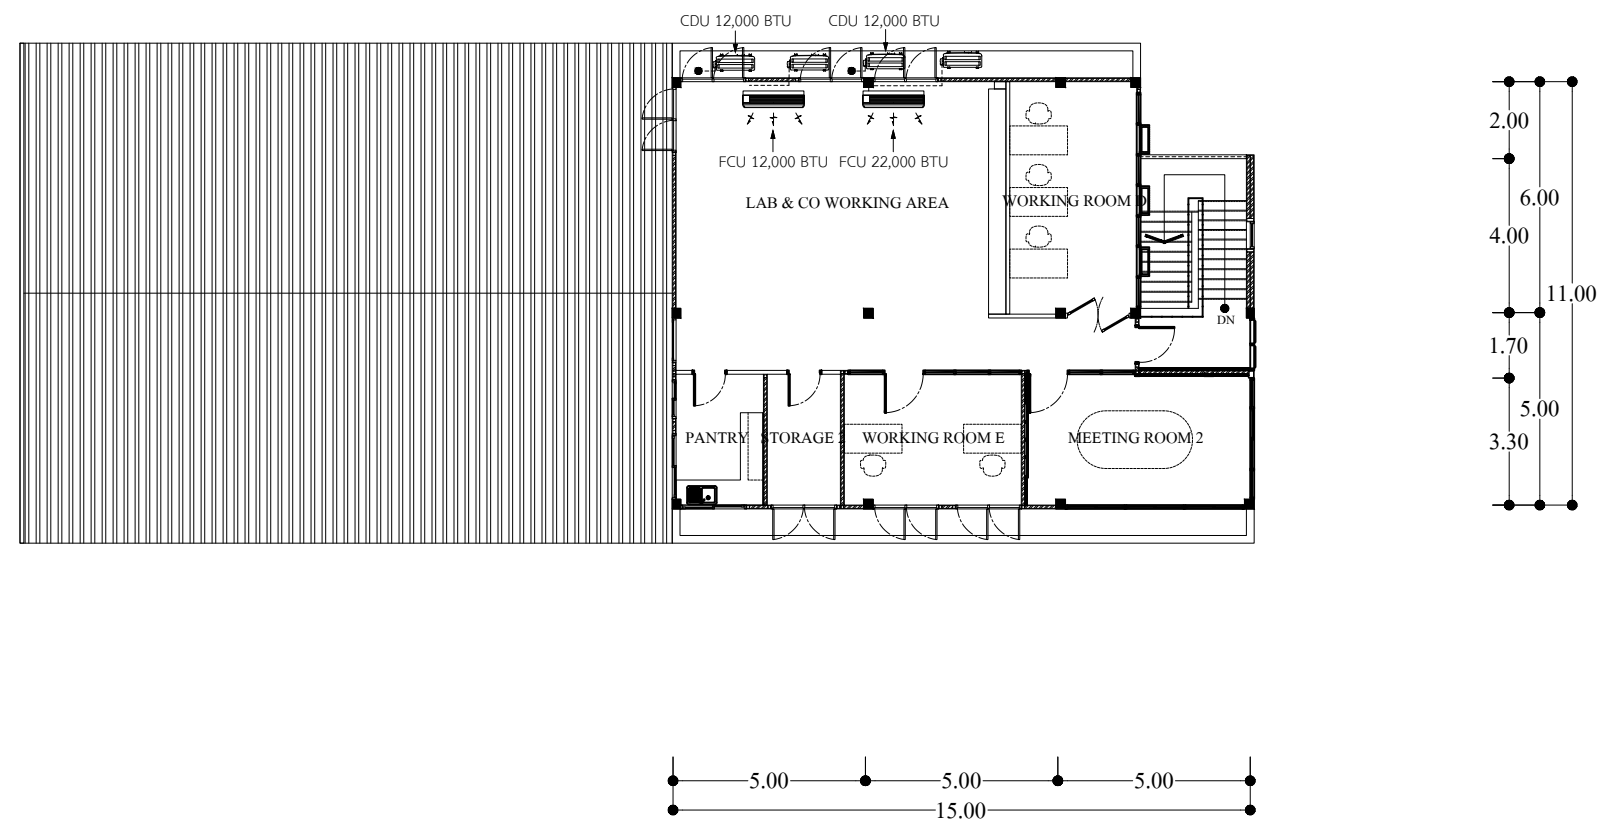 CDU 12,000 BTU
CDU 12,000 BTU
FCU 12,000 BTU
FCU 22,000 BTU
LAB & CO WORKING AREA
WORKING ROOM D
DN
PANTRY
STORAGE 2
WORKING ROOM E
MEETING ROOM 2
2.00
6.00
4.00
11.00
1.70
5.00
3.30
5.00
5.00
5.00
15.00